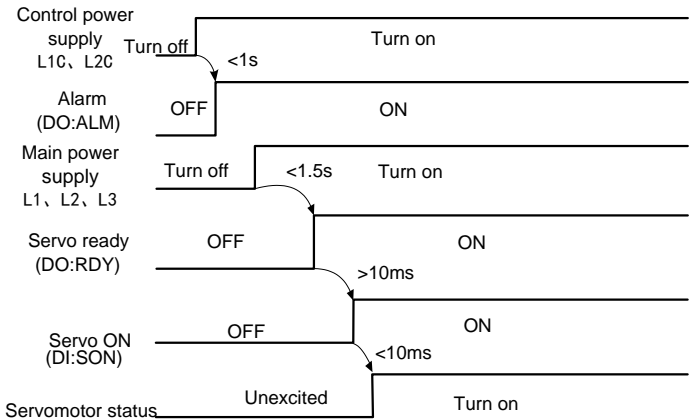 Control power
supply
L1C、L2C
Turn off
<1s
Turn on
Alarm
(DO:ALM)
OFF
ON
Main power
supply
L1、L2、L3
Turn off
<1.5s
Turn on
Servo ready
(DO:RDY)
OFF
ON
>10ms
Servo ON
(DI:SON)
OFF
ON
<10ms
Servomotor status
Unexcited
Turn on